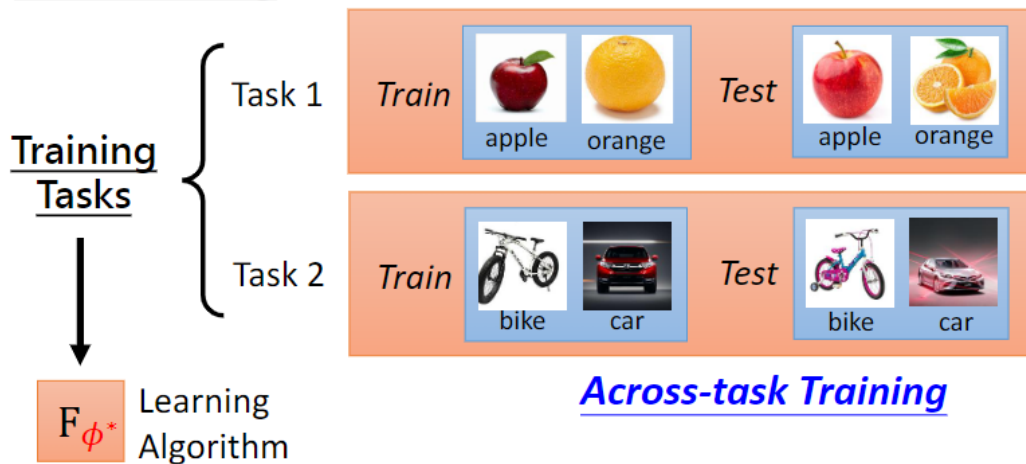 Training
Tasks
Task 1
Train
apple
orange
Test
apple
orange
Task 2
Train
bike
car
Test
bike
car
Across-task Training
F𝜙*
Learning
Algorithm